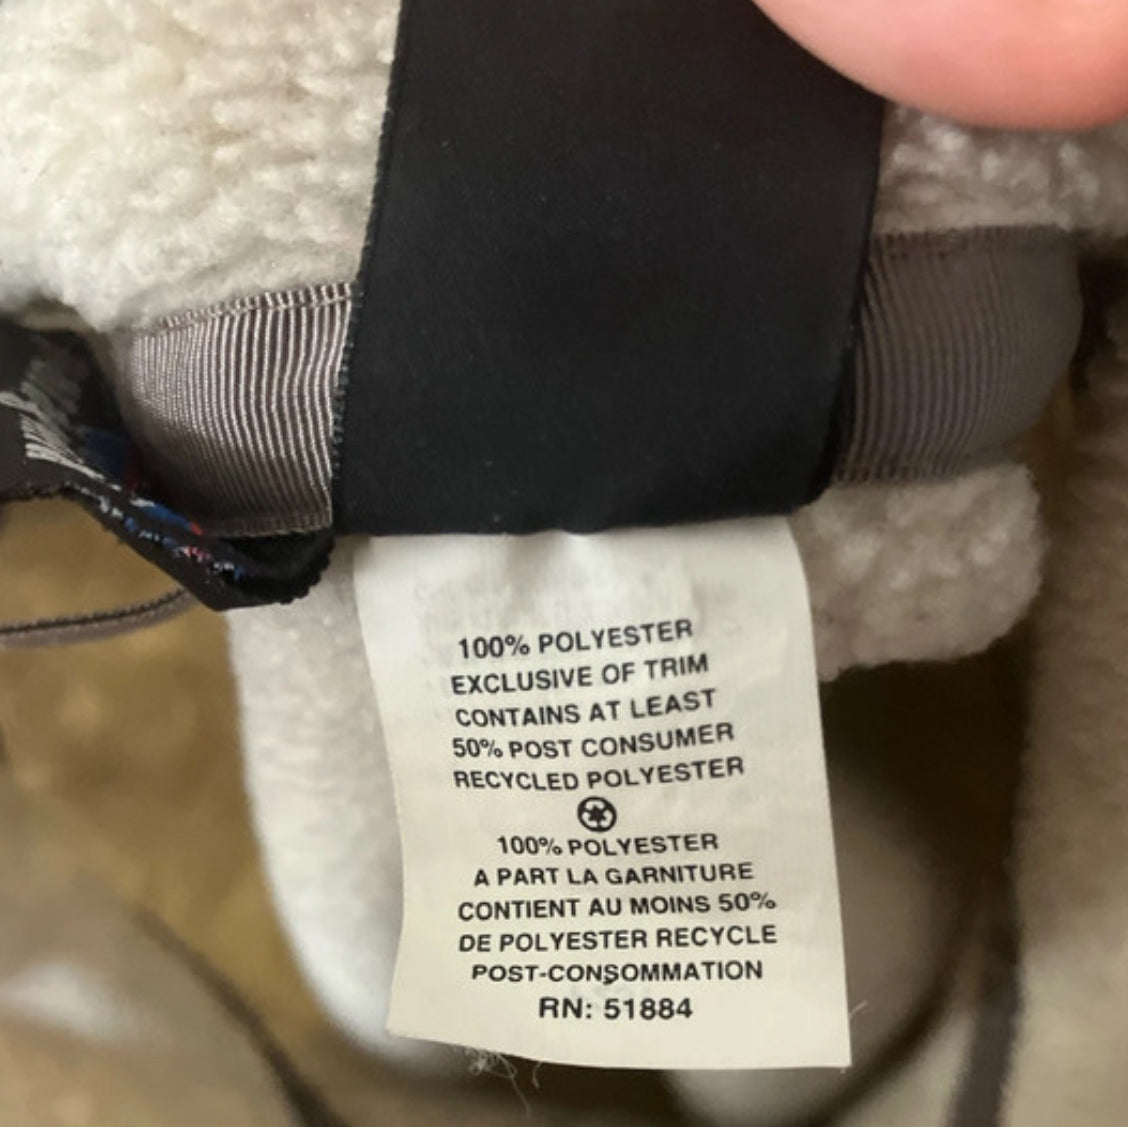 100% POLYESTER
EXCLUSIVE OF TRIM
CONTAINS AT LEAST
50% POST CONSUMER
RECYCLED POLYESTER
100% POLYESTER
A PART LA GARNITURE
CONTIENT AU MOINS 50%
DE POLYESTER RECYCLE
POST-CONSOMMATION
RN: 51884